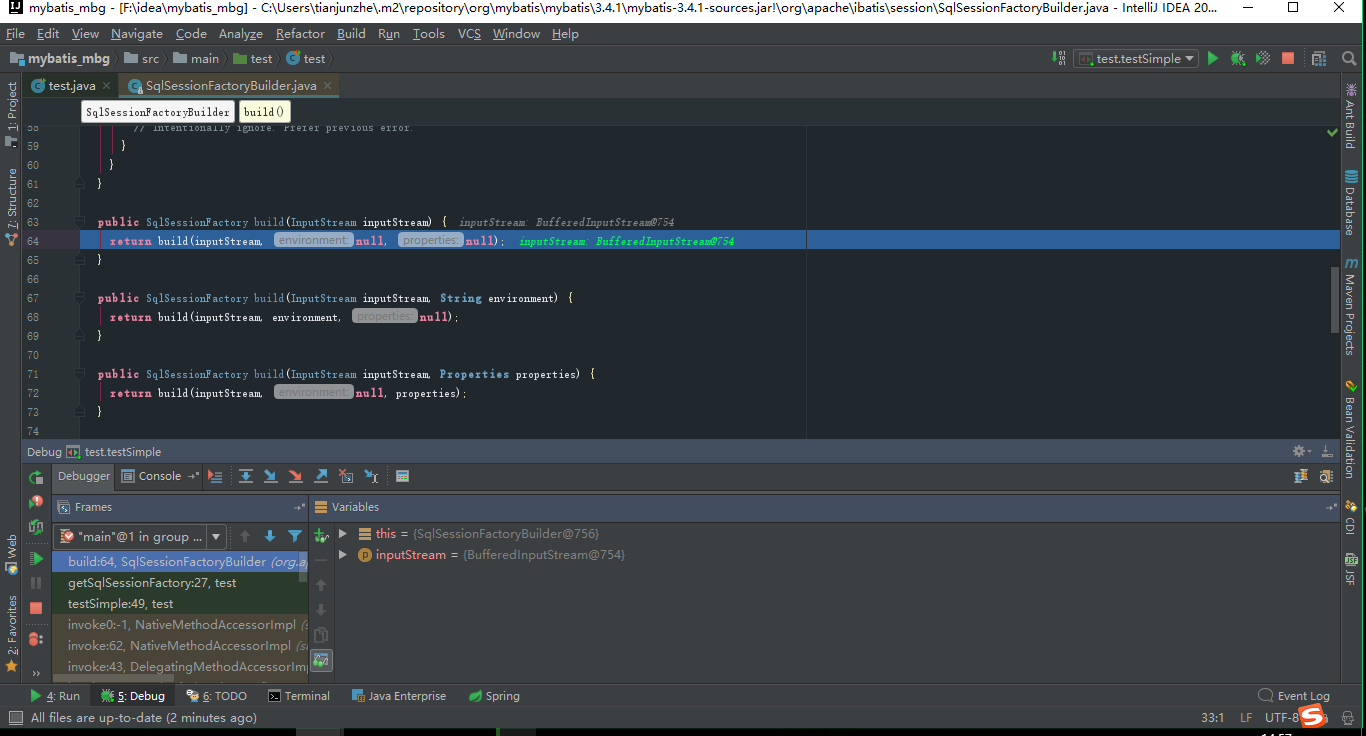 mybatis_mbg - [F:\idea\mybatis_mbg] - C:\Users\tianjunzhe\.m2\repository\org\mybatis\mybatis\3.4.1\mybatis-3.4.1-sources.jar!\org\apache\ibatis\session\SqlSessionFactoryBuilder.java - IntelliJ IDEA 20...
File Edit View Navigate Code Analyze Refactor Build Run Tools VCS Window Help
mybatis_mbg src main test test test.testSimple
test.java SqlSessionFactoryBuilder.java
SqlSessionFactoryBuilder build()
58 // Intentionally ignore. Prefer previous error.
59 }
60 }
61 }
62
63 public SqlSessionFactory build(InputStream inputStream) { inputStream: BufferedInputStream@754
64 return build(inputStream, environment: null, properties: null); inputStream: BufferedInputStream@754
65 }
66
67 public SqlSessionFactory build(InputStream inputStream, String environment) {
68 return build(inputStream, environment, properties: null);
69 }
70
71 public SqlSessionFactory build(InputStream inputStream, Properties properties) {
72 return build(inputStream, environment: null, properties);
73 }
74
1: Project
7: Structure
Web
2: Favorites
Ant Build
Database
Maven Projects
Bean Validation
CDI
JSF
Debug test.testSimple
Debugger Console
Frames Variables
"main"@1 in group ...
this = {SqlSessionFactoryBuilder@756}
inputStream = {BufferedInputStream@754}
build:64, SqlSessionFactoryBuilder (org.a
getSqlSessionFactory:27, test
testSimple:49, test
invoke0:-1, NativeMethodAccessorImpl (s
invoke:62, NativeMethodAccessorImpl (s
invoke:43, DelegatingMethodAccessorIm
4: Run 5: Debug 6: TODO Terminal Java Enterprise Spring Event Log
All files are up-to-date (2 minutes ago) 33:1 LF UTF-8